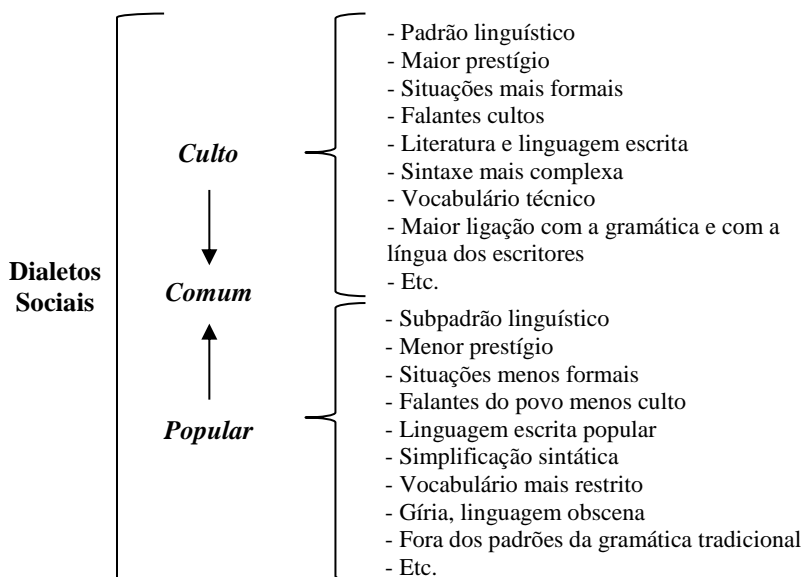 Dialetos
Sociais
Culto
- Padrão linguístico
- Maior prestígio
- Situações mais formais
- Falantes cultos
- Literatura e linguagem escrita
- Sintaxe mais complexa
- Vocabulário técnico
- Maior ligação com a gramática e com a
língua dos escritores
- Etc.
Comum
Popular
- Subpadrão linguístico
- Menor prestígio
- Situações menos formais
- Falantes do povo menos culto
- Linguagem escrita popular
- Simplificação sintática
- Vocabulário mais restrito
- Gíria, linguagem obscena
- Fora dos padrões da gramática tradicional
- Etc.